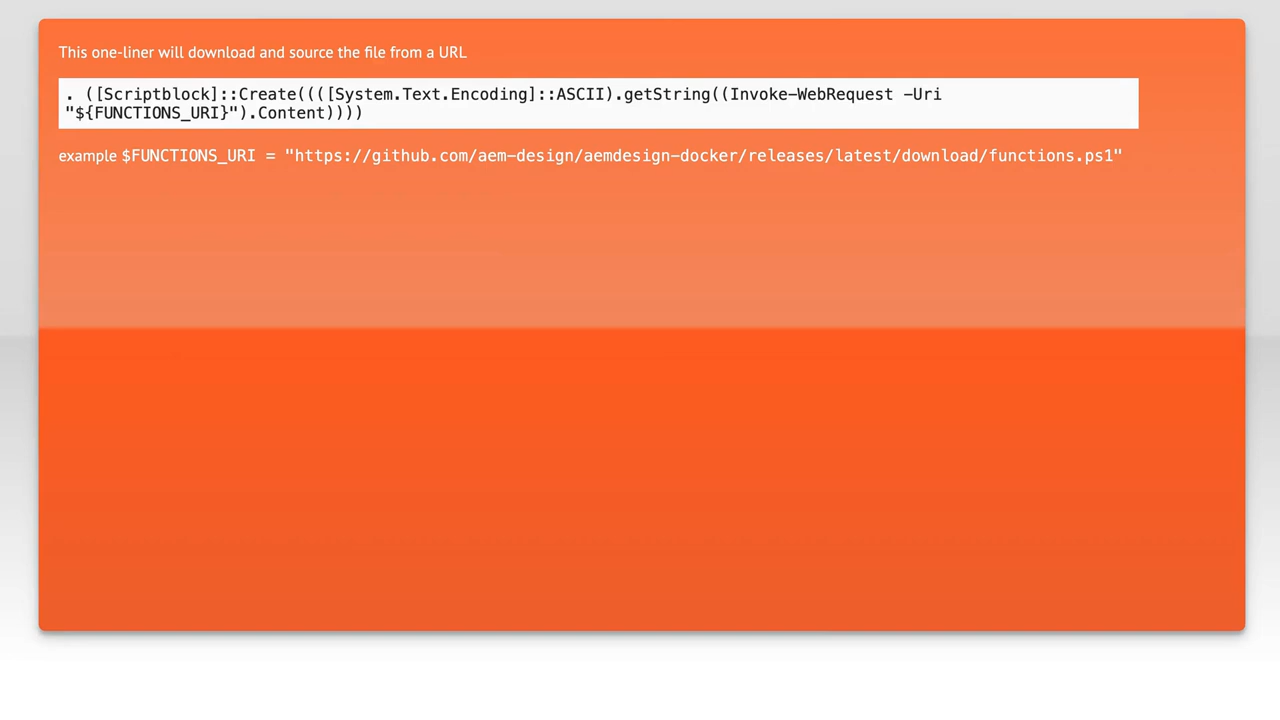 This one-liner will download and source the file from a URL
. ([Scriptblock]::Create((([System.Text.Encoding]::ASCII).getString((Invoke-WebRequest -Uri
"${FUNCTIONS_URI}").Content))))
example $FUNCTIONS_URI = "https://github.com/aem-design/aemdesign-docker/releases/latest/download/functions.ps1"